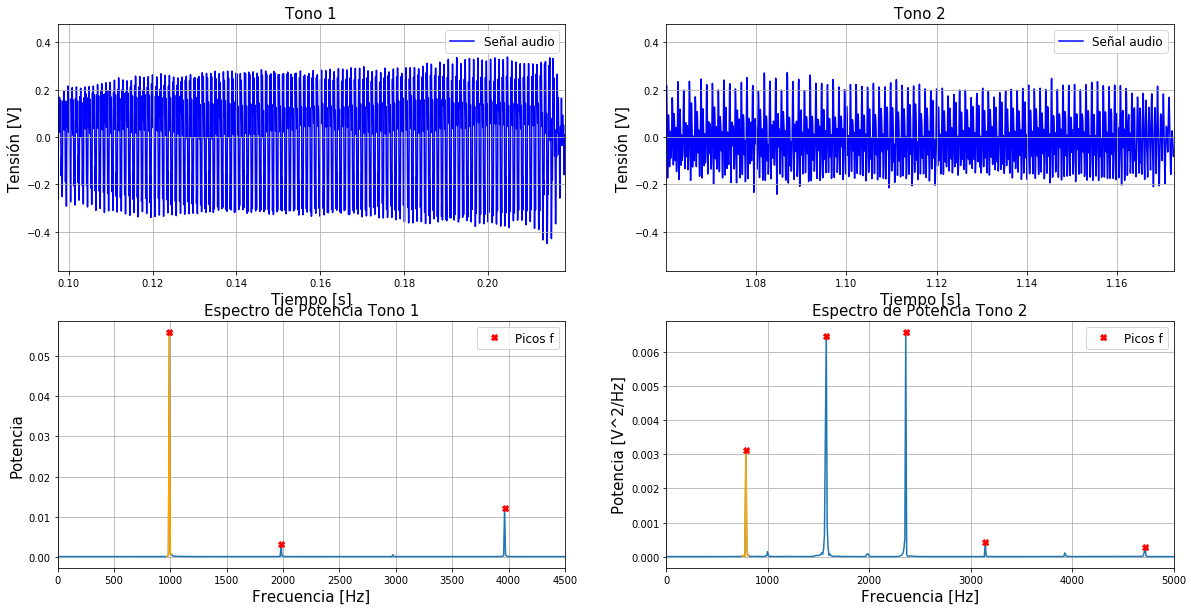 Tono 1
Señal audio
0.4
0.2
0.0
−0.2
−0.4
Tensión [V]
0.10 0.12 0.14 0.16 0.18 0.20
Tiempo [s]
Tono 2
Señal audio
0.4
0.2
0.0
−0.2
−0.4
Tensión [V]
1.08 1.10 1.12 1.14 1.16
Tiempo [s]
Espectro de Potencia Tono 1
Picos f
0.05
0.04
0.03
0.02
0.01
0.00
Potencia
0 500 1000 1500 2000 2500 3000 3500 4000 4500
Frecuencia [Hz]
Espectro de Potencia Tono 2
Picos f
0.006
0.005
0.004
0.003
0.002
0.001
0.000
Potencia [V^2/Hz]
0 1000 2000 3000 4000 5000
Frecuencia [Hz]